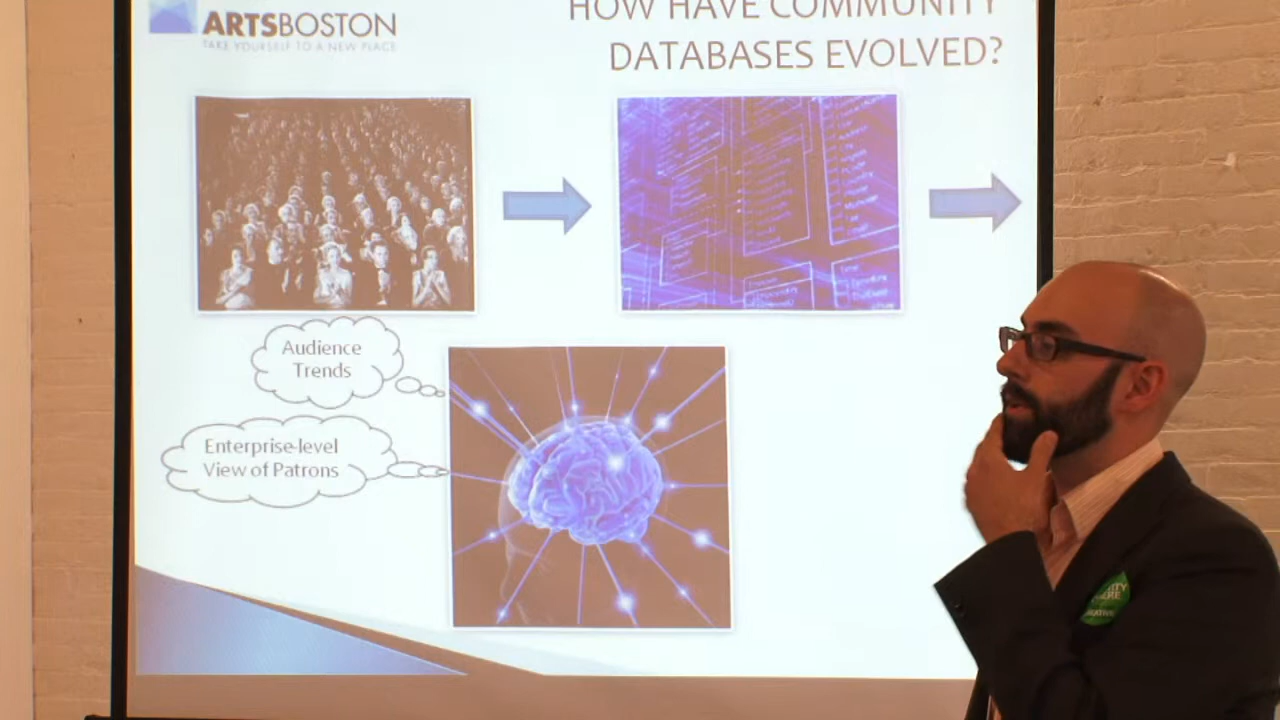 ARTSBOSTON
TAKE YOURSELF TO A NEW PLACE
HOW HAVE COMMUNITY
DATABASES EVOLVED?
Audience
Trends
Enterprise-level
View of Patrons